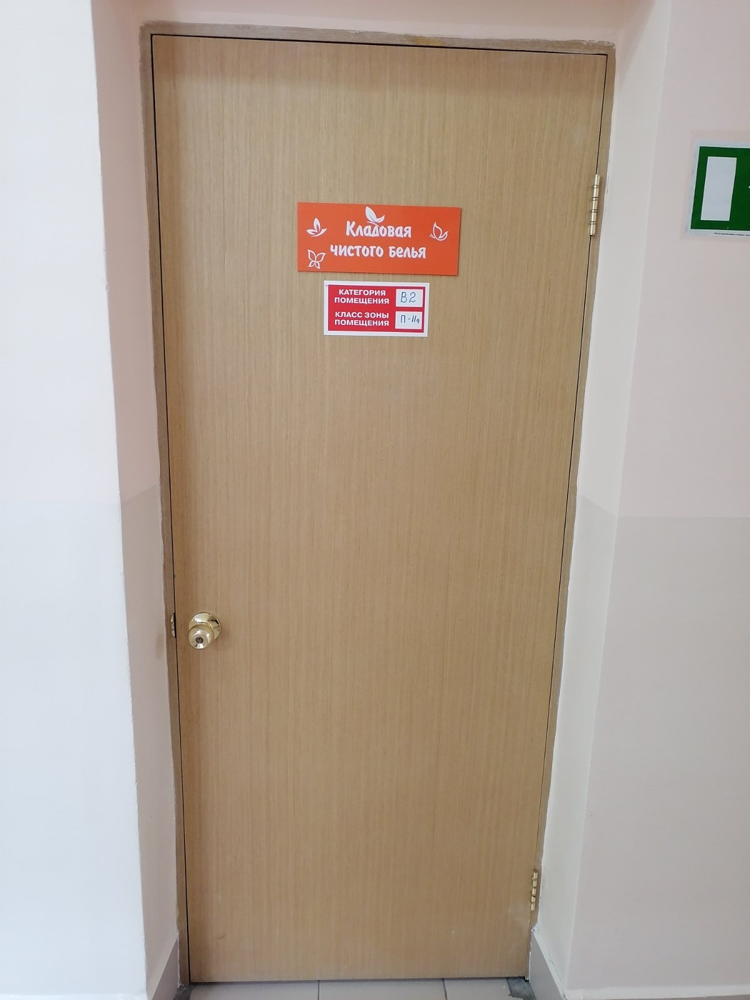 Кладовая
чистого белья
КАТЕГОРИЯ
ПОМЕЩЕНИЯ
В2
КЛАСС ЗОНЫ
ПОМЕЩЕНИЯ
П-IIа